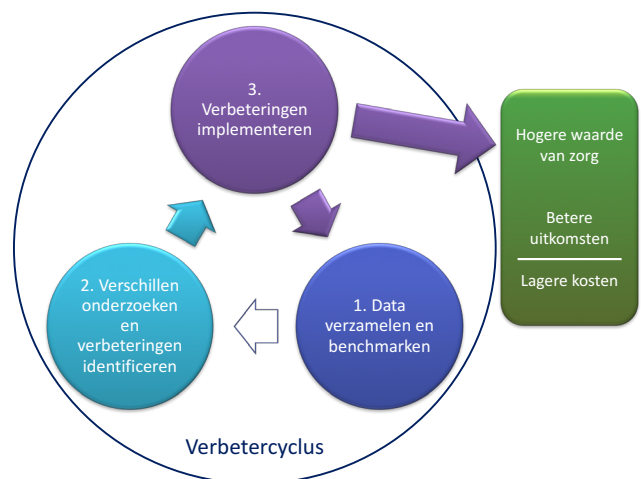 3.
Verbeteringen
implementeren
Hogere waarde
van zorg
Betere
uitkomsten
Lagere kosten
2. Verschillen
onderzoeken
en
verbeteringen
identificeren
1. Data
verzamelen en
benchmarken
Verbetercyclus